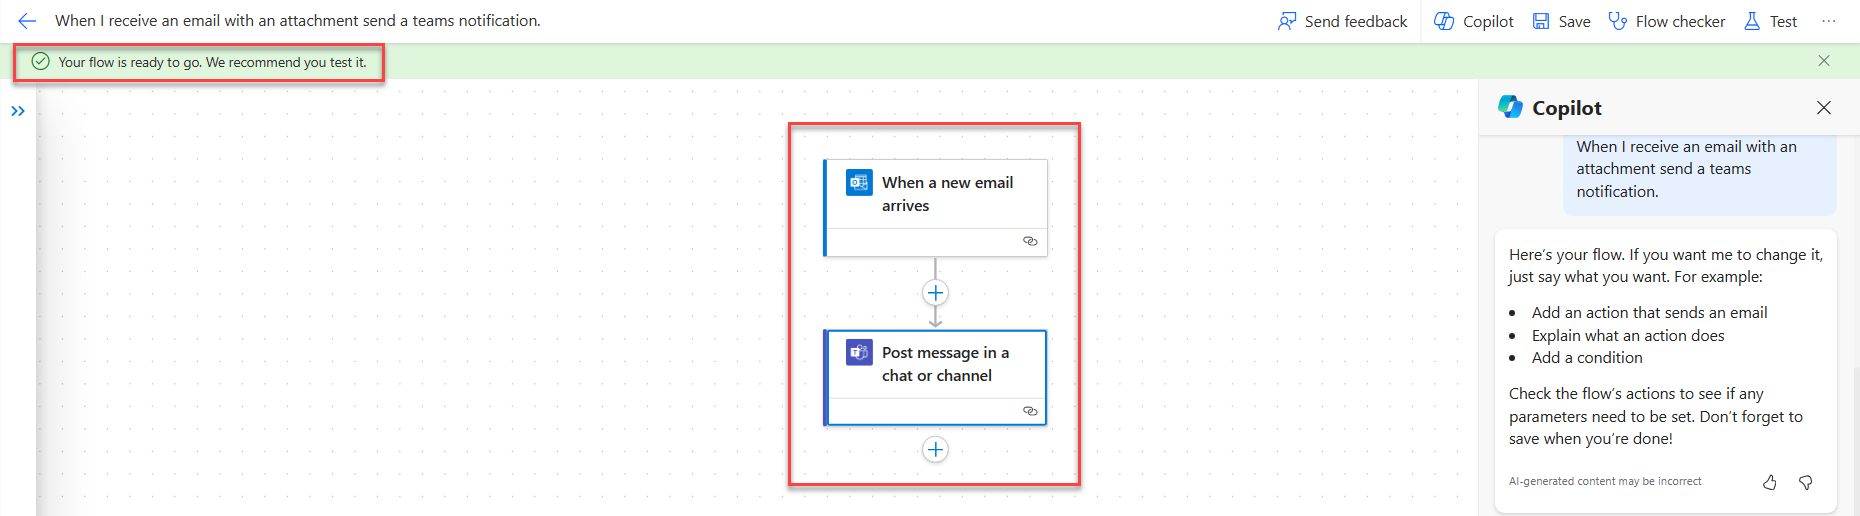 When I receive an email with an attachment send a teams notification.
Send feedback
Copilot
Save
Flow checker
Test
Your flow is ready to go. We recommend you test it.
When a new email
arrives
Post message in a
chat or channel
Copilot
When I receive an email with an
attachment send a teams
notification.
Here's your flow. If you want me to change it,
just say what you want. For example:
• Add an action that sends an email
• Explain what an action does
• Add a condition
Check the flow's actions to see if any
parameters need to be set. Don't forget to
save when you're done!
AI-generated content may be incorrect